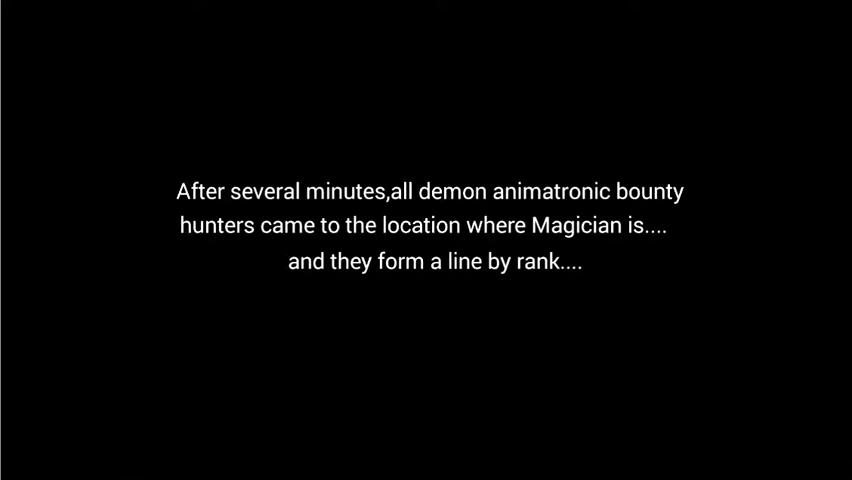 After several minutes,all demon animatronic bounty
hunters came to the location where Magician is....
and they form a line by rank....